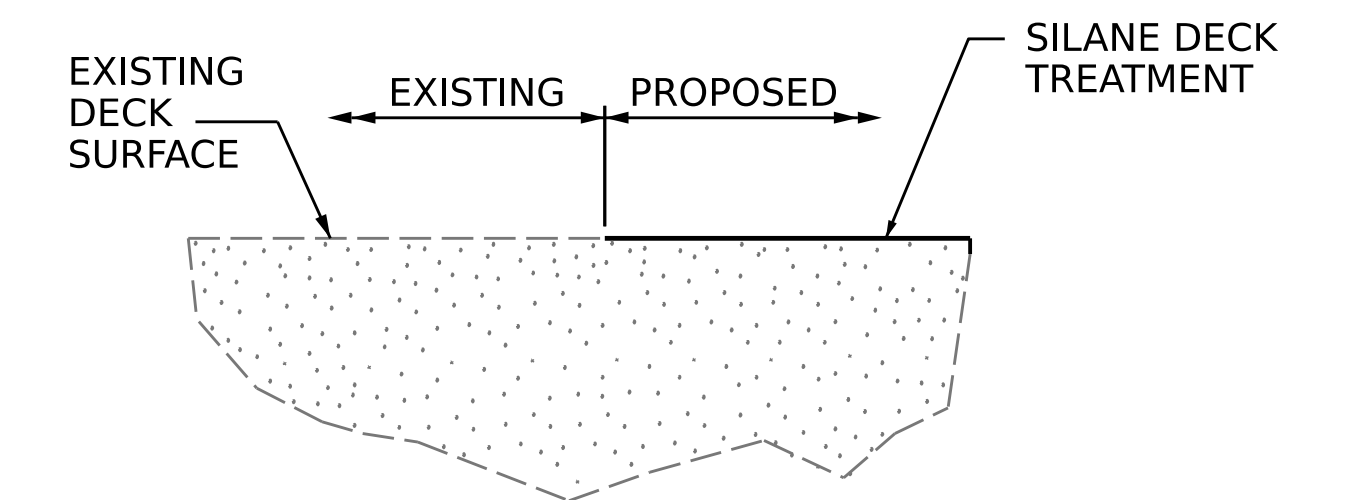 EXISTING
DECK
SURFACE
EXISTING
PROPOSED
SILANE DECK
TREATMENT